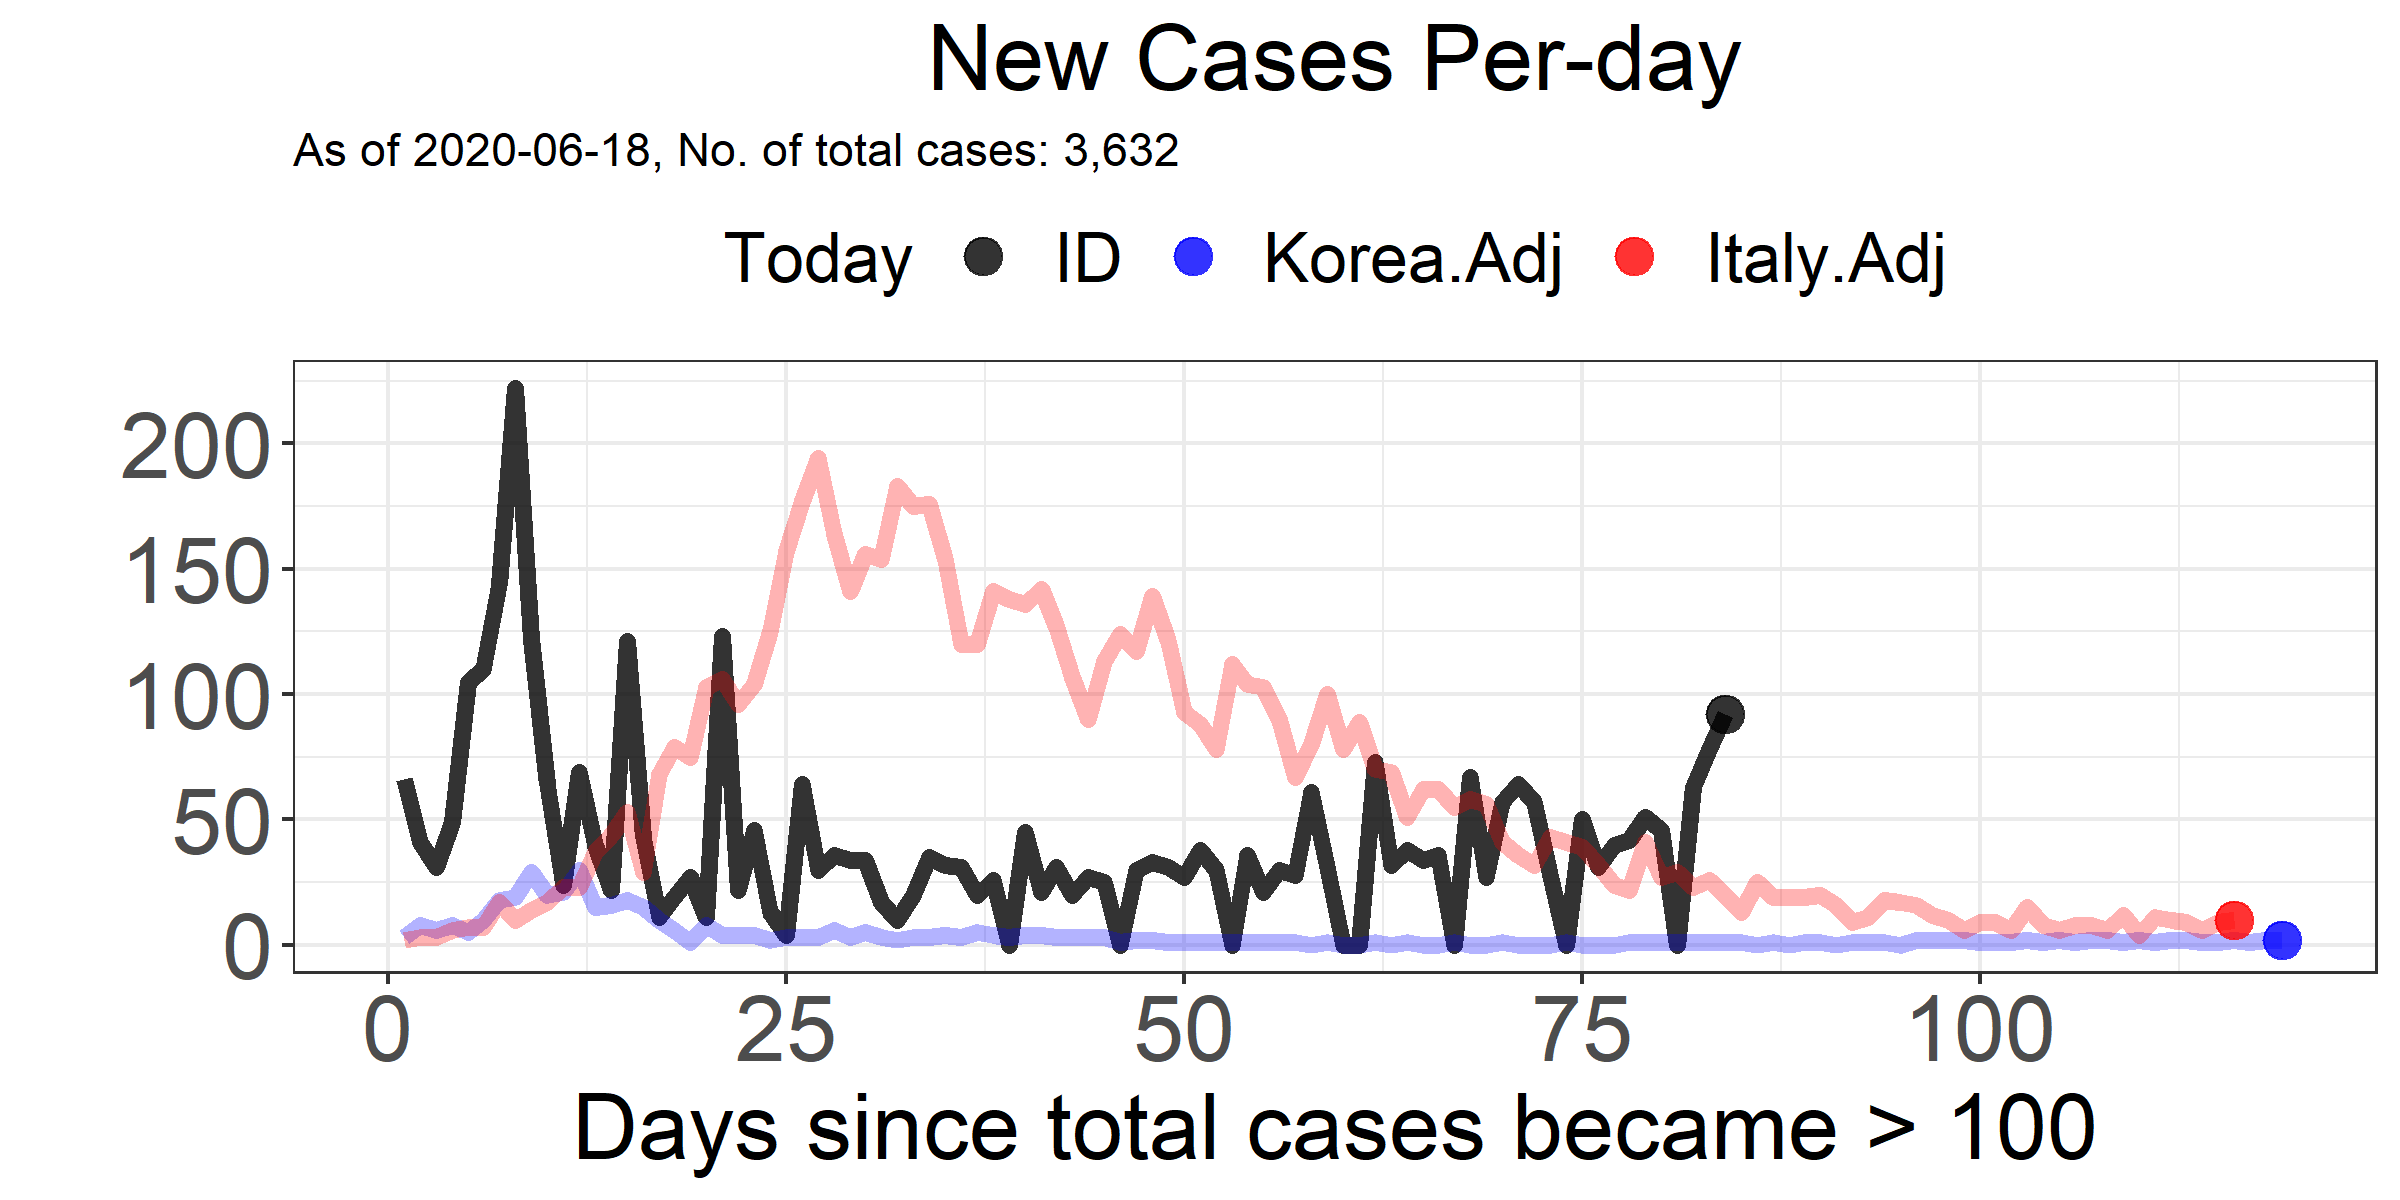 New Cases Per-day
As of 2020-06-18, No. of total cases: 3,632
Today ID Korea.Adj Italy.Adj
200
150
100
50
0
0 25 50 75 100
Days since total cases became > 100